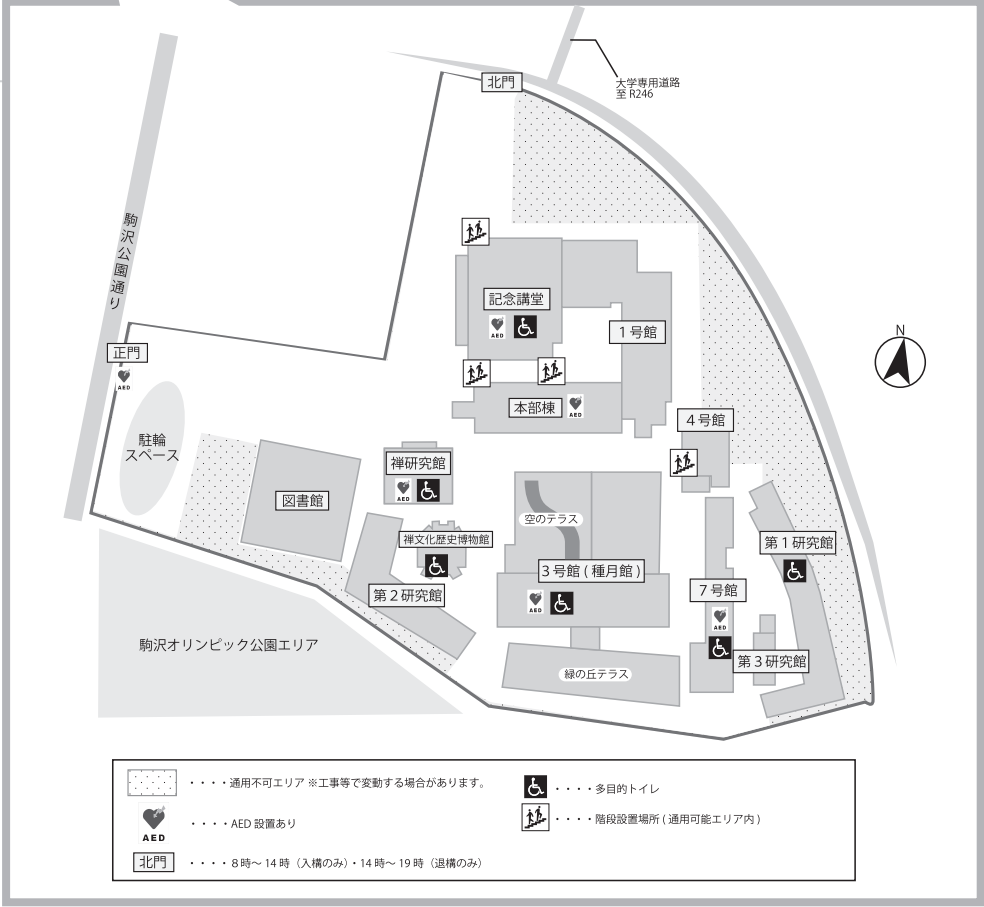 北門
大学専用道路
至 R246
駒沢公園通り
記念講堂
AED
1号館
正門
AED
本部棟
AED
4号館
N
駐輪
スペース
禅研究館
AED
図書館
空のテラス
禅文化歴史博物館
第1研究館
3号館(種月館)
AED
第2研究館
7号館
AED
駒沢オリンピック公園エリア
緑の丘テラス
第3研究館
・・・・通用不可エリア ※工事等で変動する場合があります。
・・・・多目的トイレ
AED
・・・・AED 設置あり
・・・・階段設置場所(通用可能エリア内)
北門
・・・・8時〜14時（入構のみ）・14時〜19時（退構のみ）